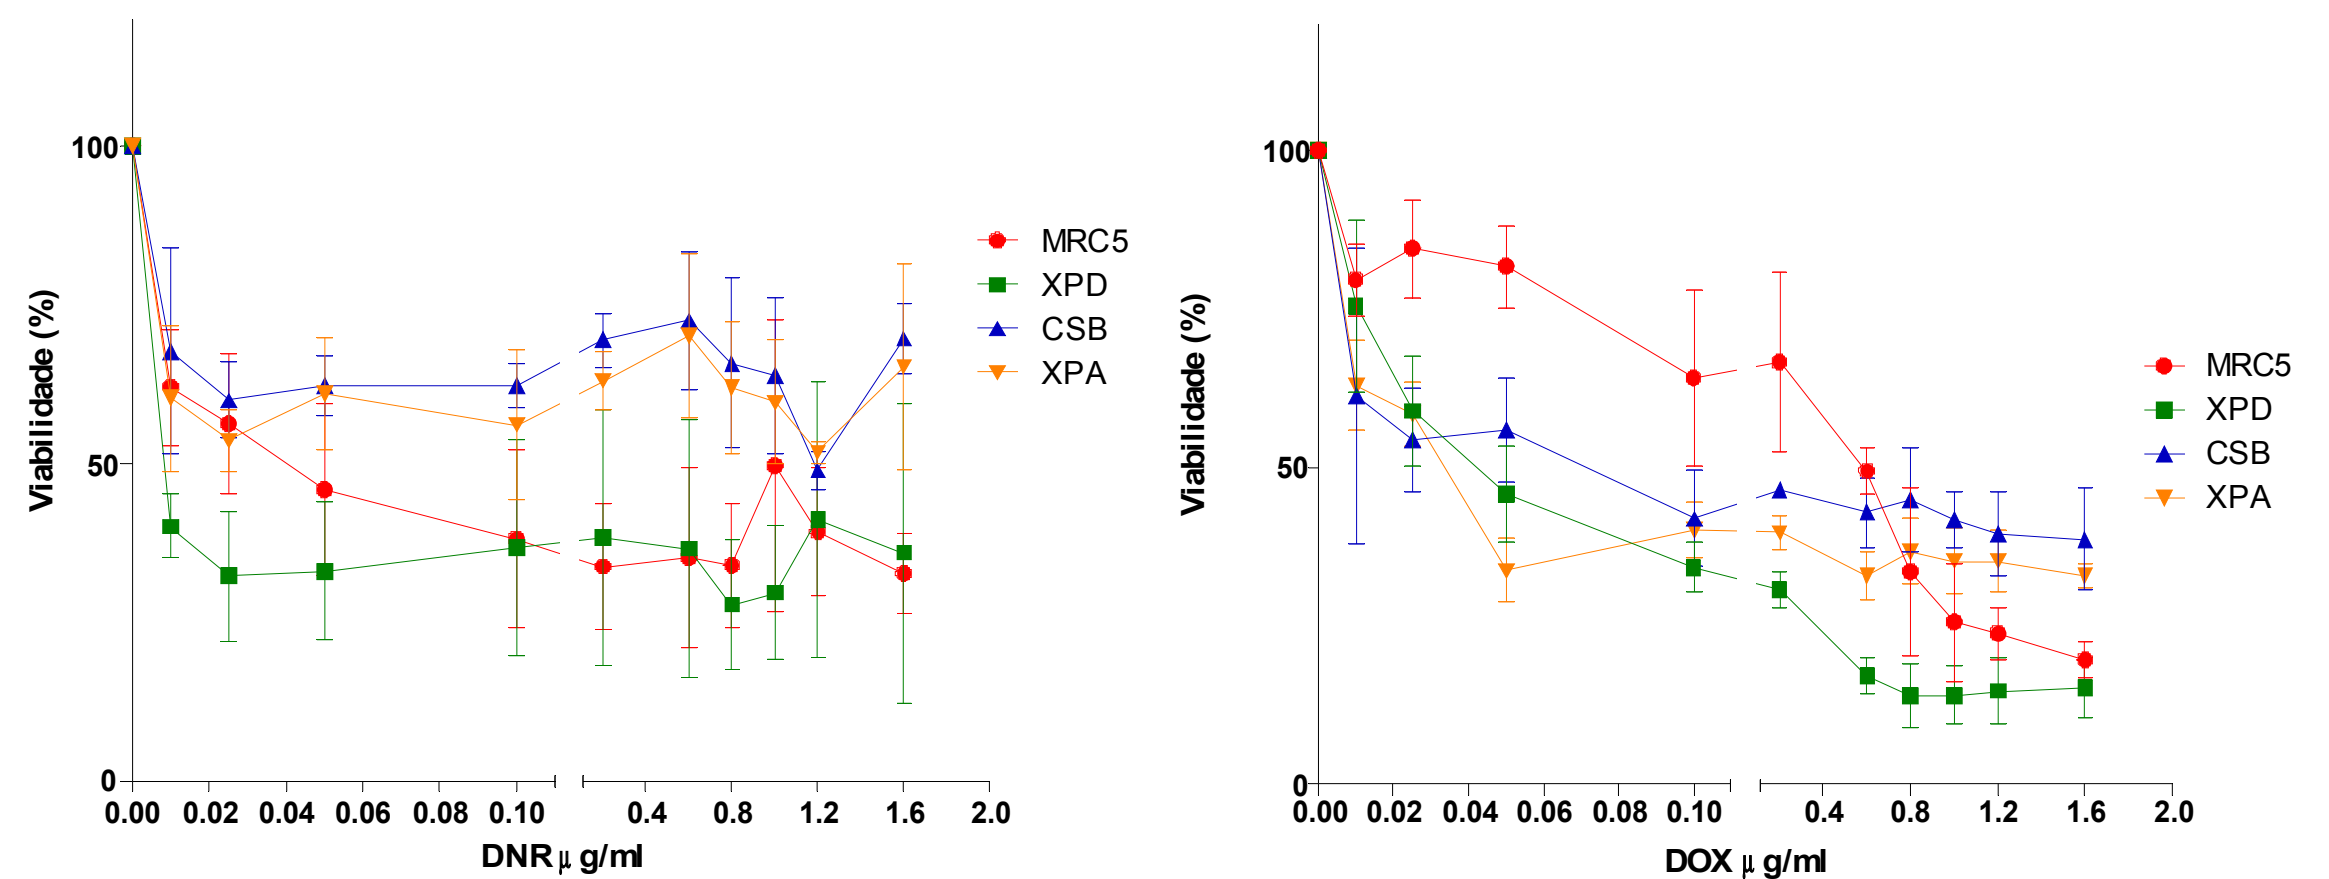 Viabilidade (%)
100
50
0
0.00 0.02 0.04 0.06 0.08 0.10 0.4 0.8 1.2 1.6 2.0
DNR µ g/ml
MRC5
XPD
CSB
XPA
Viabilidade (%)
100
50
0
0.00 0.02 0.04 0.06 0.08 0.10 0.4 0.8 1.2 1.6 2.0
DOX µ g/ml
MRC5
XPD
CSB
XPA